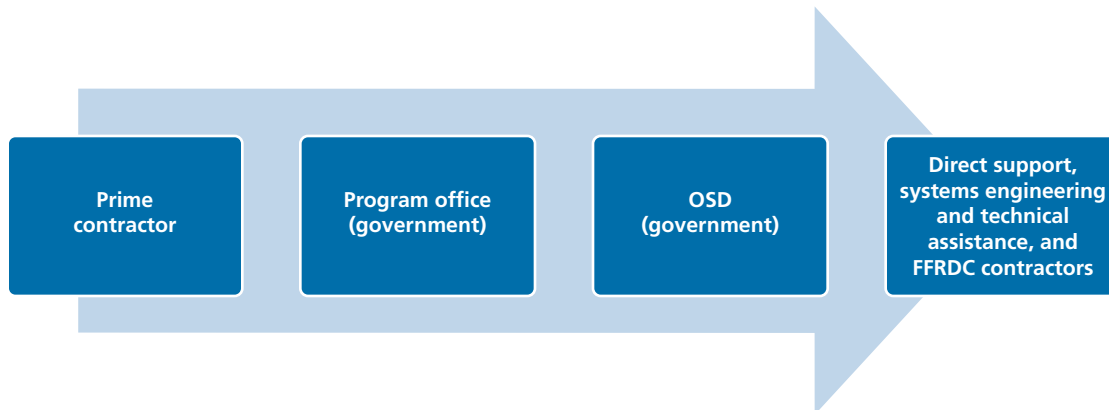 Prime
contractor
Program office
(government)
OSD
(government)
Direct support,
systems engineering
and technical
assistance, and
FFRDC contractors